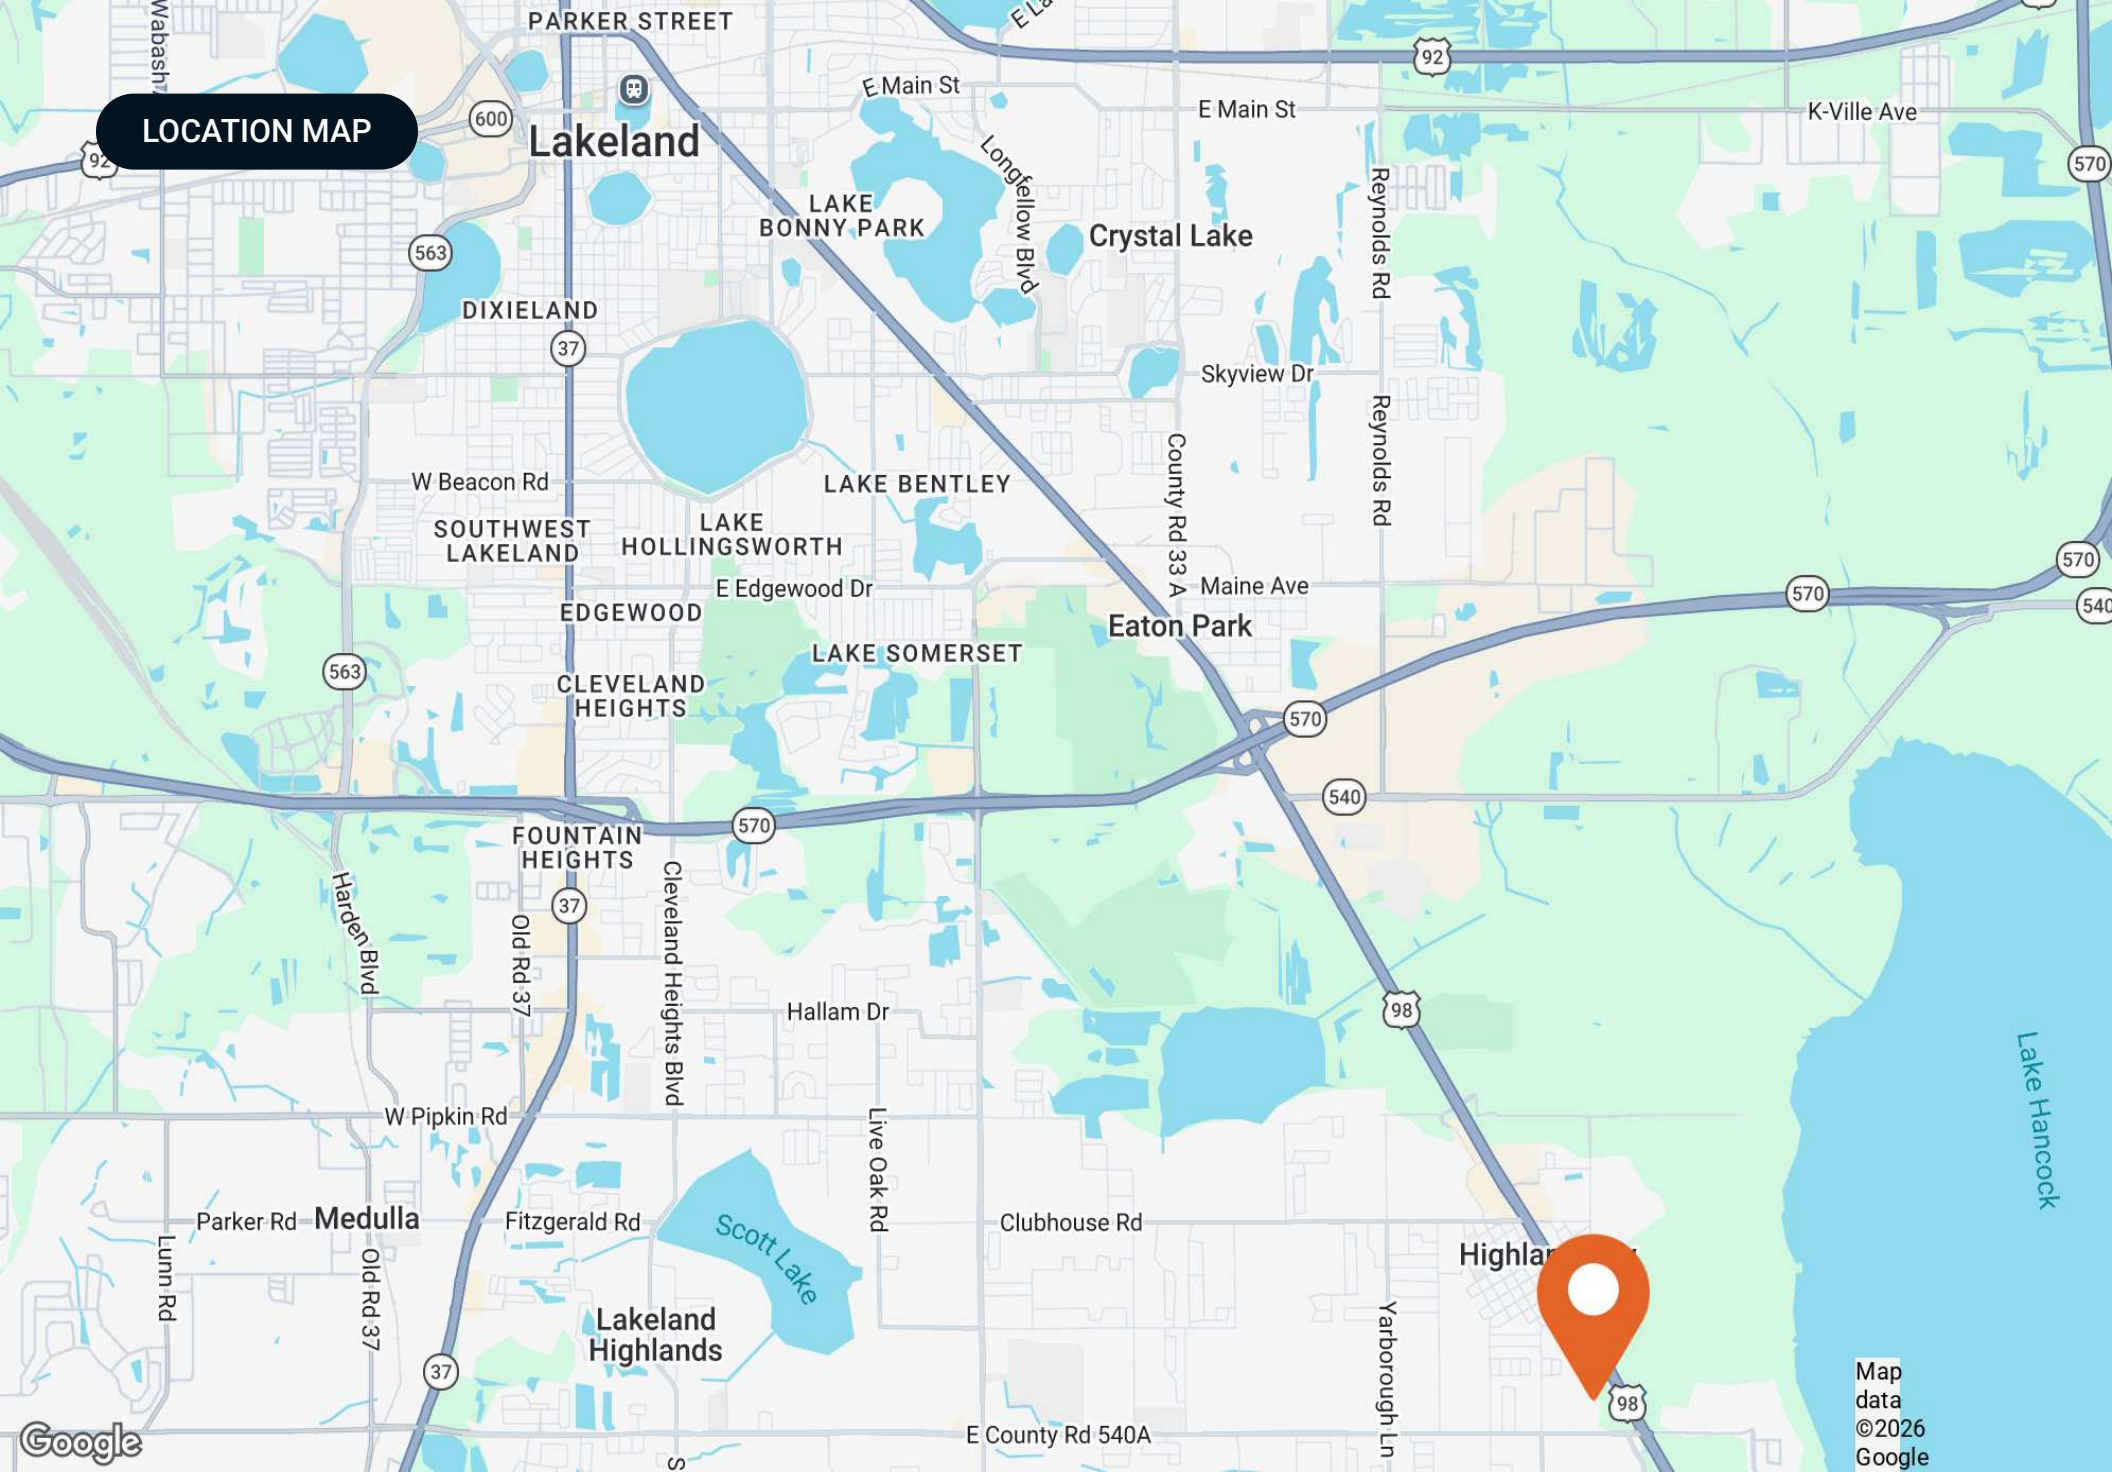 Wabash
PARKER STREET
E La
92
E Main St
E Main St
K-Ville Ave
LOCATION MAP
600
Lakeland
92
570
Longfellow Blvd
Reynolds Rd
LAKE
BONNY PARK
Crystal Lake
563
DIXIELAND
37
Skyview Dr
Reynolds Rd
County Rd 33 A
W Beacon Rd
LAKE BENTLEY
SOUTHWEST
LAKELAND
LAKE
HOLLINGSWORTH
570
E Edgewood Dr
Maine Ave
570
540
EDGEWOOD
Eaton Park
LAKE SOMERSET
563
CLEVELAND
HEIGHTS
570
540
570
FOUNTAIN
HEIGHTS
Harden Blvd
37
Old Rd 37
Cleveland Heights Blvd
98
Hallam Dr
Lake Hancock
W Pipkin Rd
Live Oak Rd
Parker Rd
Medulla
Fitzgerald Rd
Scott Lake
Clubhouse Rd
Lunn Rd
Old Rd 37
Lakeland
Highlands
Yarborough Ln
37
98
E County Rd 540A
S
Google
Map
data
©2026
Google